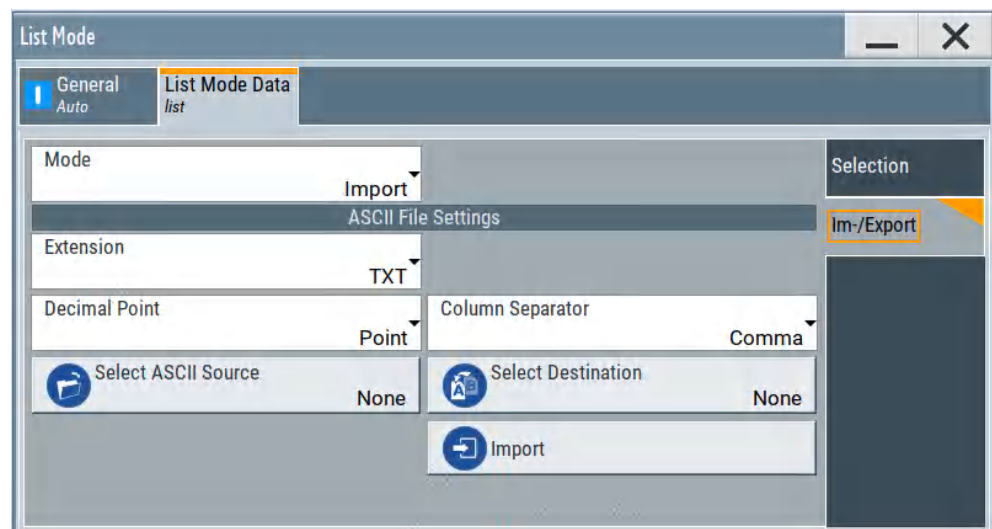 List Mode
General
Auto
List Mode Data
list
Mode
Import
Selection
ASCII File Settings
Im-/Export
Extension
TXT
Decimal Point
Point
Column Separator
Comma
Select ASCII Source
None
Select Destination
None
Import